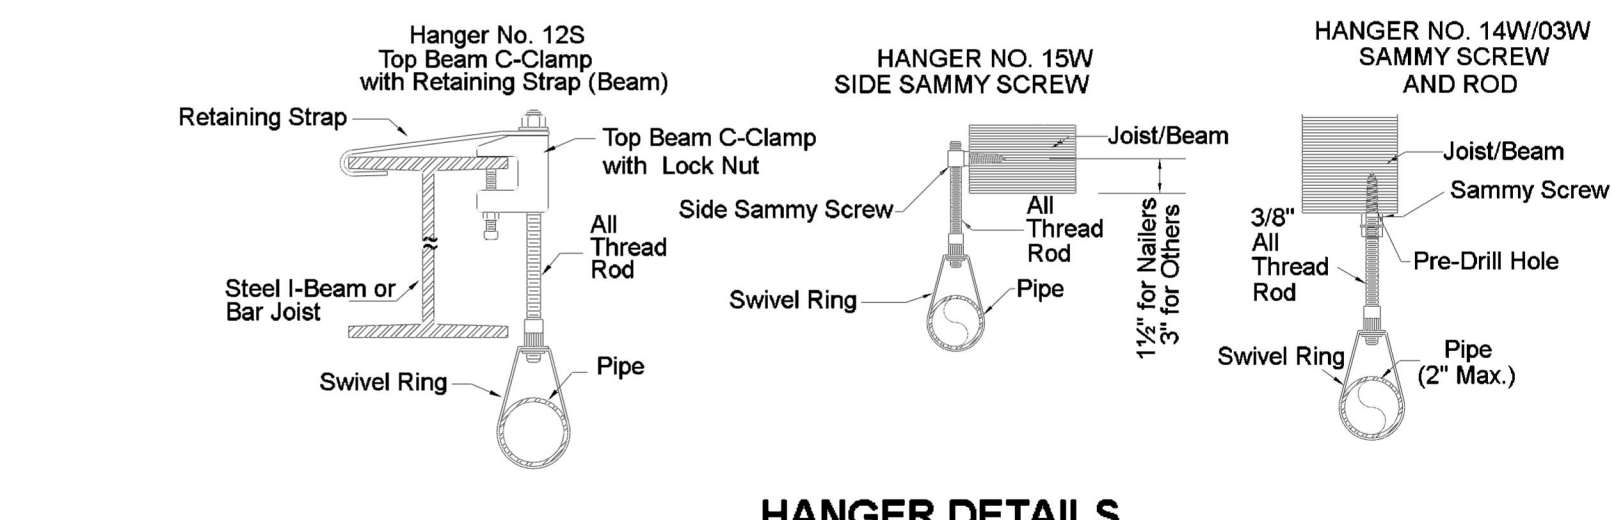 Hanger No. 12S
Top Beam C-Clamp
with Retaining Strap (Beam)
Retaining Strap
Top Beam C-Clamp
with Lock Nut
All
Thread
Rod
Steel I-Beam or
Bar Joist
Swivel Ring
Pipe
HANGER NO. 15W
SIDE SAMMY SCREW
Joist/Beam
Side Sammy Screw
All
Thread
Rod
1½" for Nailers
3" for Others
Swivel Ring
Pipe
HANGER NO. 14W/03W
SAMMY SCREW
AND ROD
Joist/Beam
Sammy Screw
3/8"
All
Thread
Rod
Pre-Drill Hole
Swivel Ring
Pipe
(2" Max.)
HANGER DETAILS